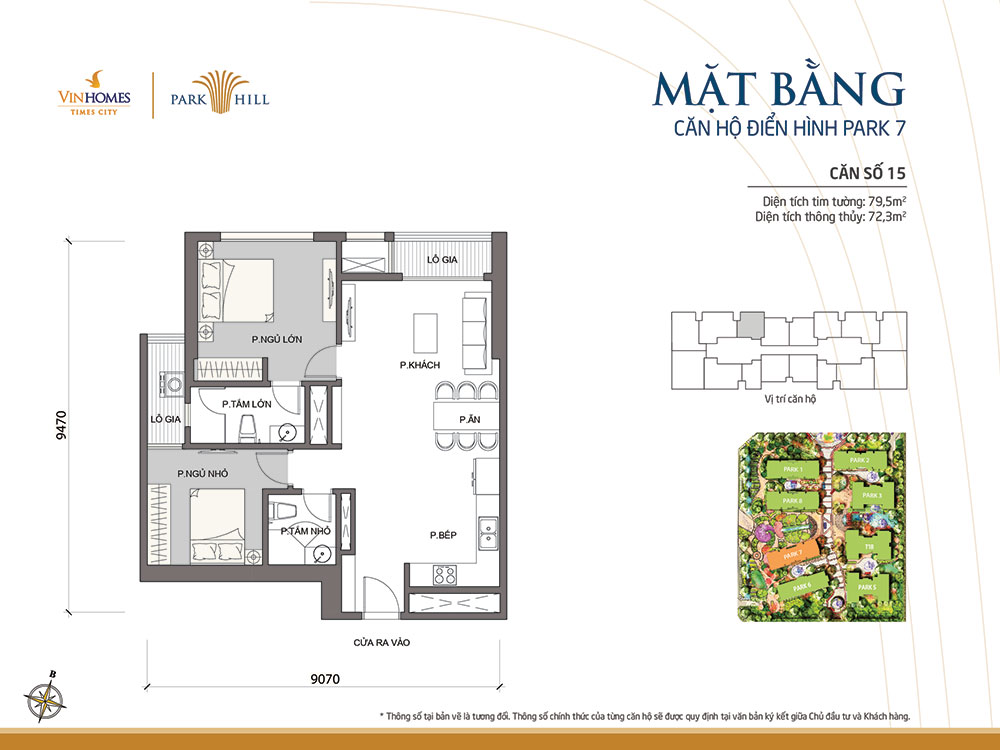 VINHOMES
TIMES CITY
PARK HILL
MẶT BẰNG
CĂN HỘ ĐIỂN HÌNH PARK 7
CĂN SỐ 15
Diện tích tim tường: 79,5m²
Diện tích thông thủy: 72,3m²
LÔ GIA
P.NGỦ LỚN
P.KHÁCH
P.TẮM LỚN
LÔ GIA
P.ĂN
P.NGỦ NHỎ
P.TẮM NHỎ
P.BẾP
CỬA RA VÀO
9470
9070
Vị trí căn hộ
PARK 1
PARK 2
PARK 8
PARK 3
PARK 7
T18
PARK 6
PARK 5
B
* Thông số tại bản vẽ là tương đối. Thông số chính thức của từng căn hộ sẽ được quy định tại văn bản ký kết giữa Chủ đầu tư và Khách hàng.